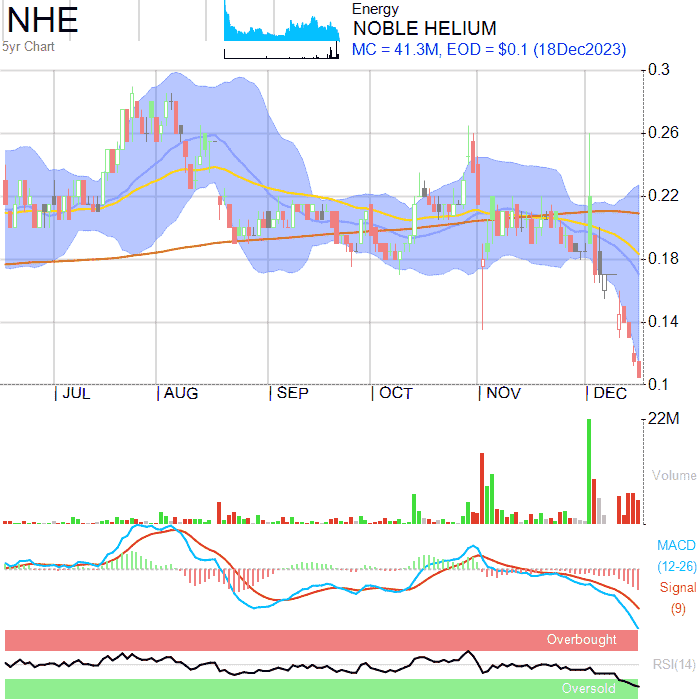 NHE
5yr Chart
Energy
NOBLE HELIUM
MC = 41.3M, EOD = $0.1 (18Dec2023)
0.3
0.26
0.22
0.18
0.14
0.1
JUL AUG SEP OCT NOV DEC
22M
Volume
MACD
(12-26)
Signal
(9)
Overbought
RSI(14)
Oversold